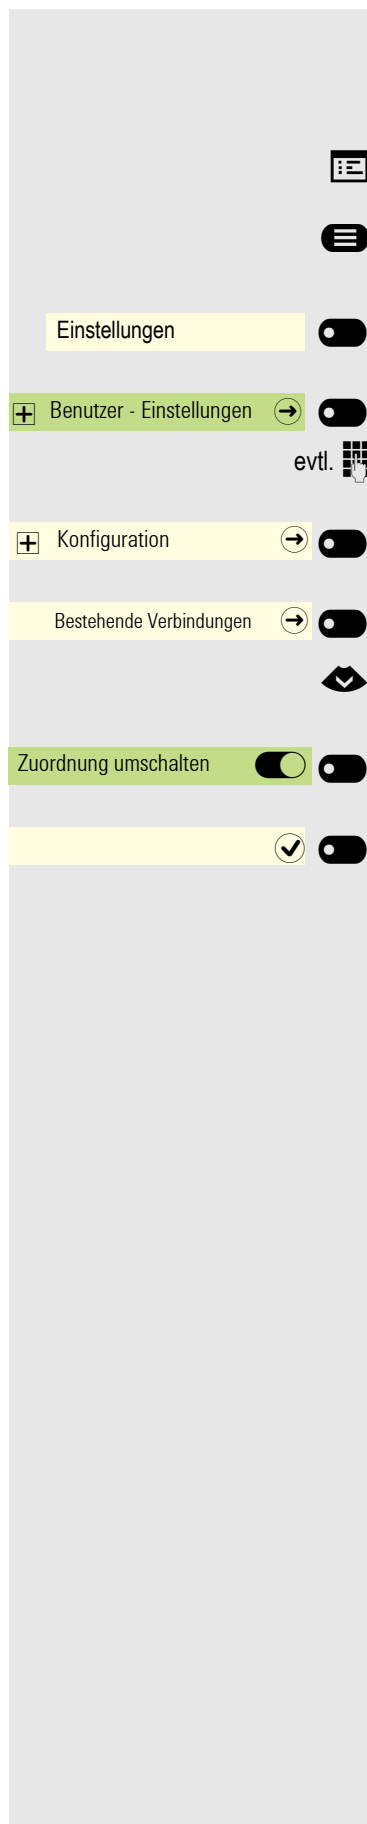 Einstellungen
Benutzer - Einstellungen
evtl.
Konfiguration
Bestehende Verbindungen
Zuordnung umschalten